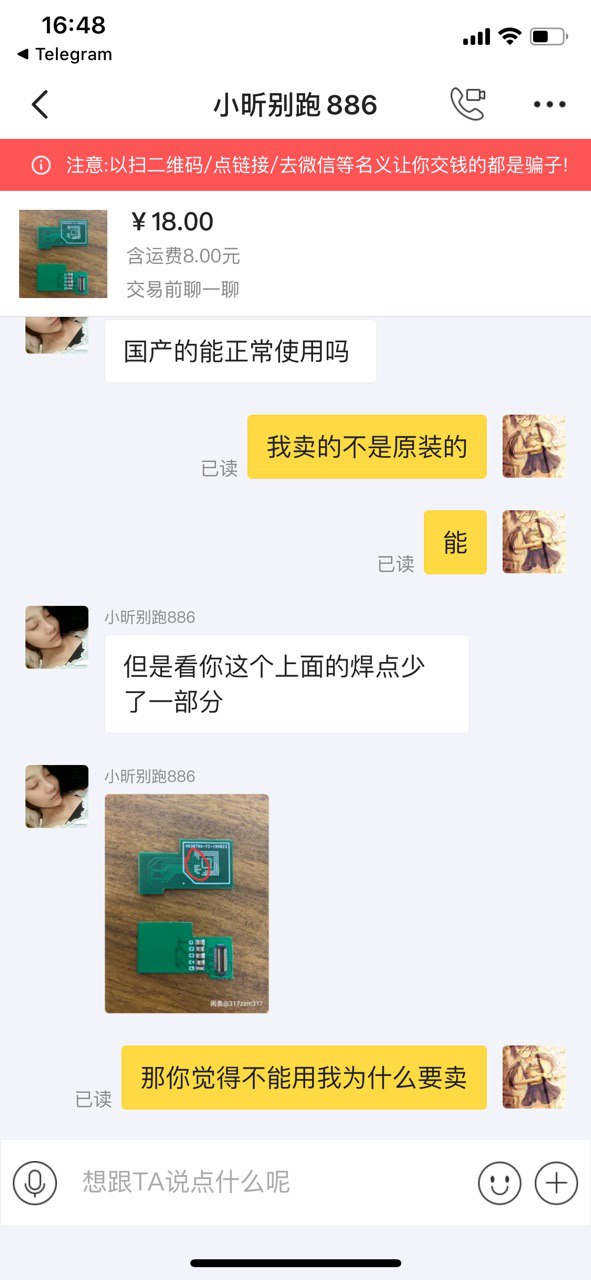 16:48
◀ Telegram
小昕别跑886
注意:以扫二维码/点链接/去微信等名义让你交钱的都是骗子!
¥18.00
含运费8.00元
交易前聊一聊
国产的能正常使用吗
我卖的不是原装的
已读
能
已读
小昕别跑886
但是看你这个上面的焊点少
了一部分
小昕别跑886
闲鱼@317zzm317
那你觉得不能用我为什么要卖
已读
想跟TA说点什么呢